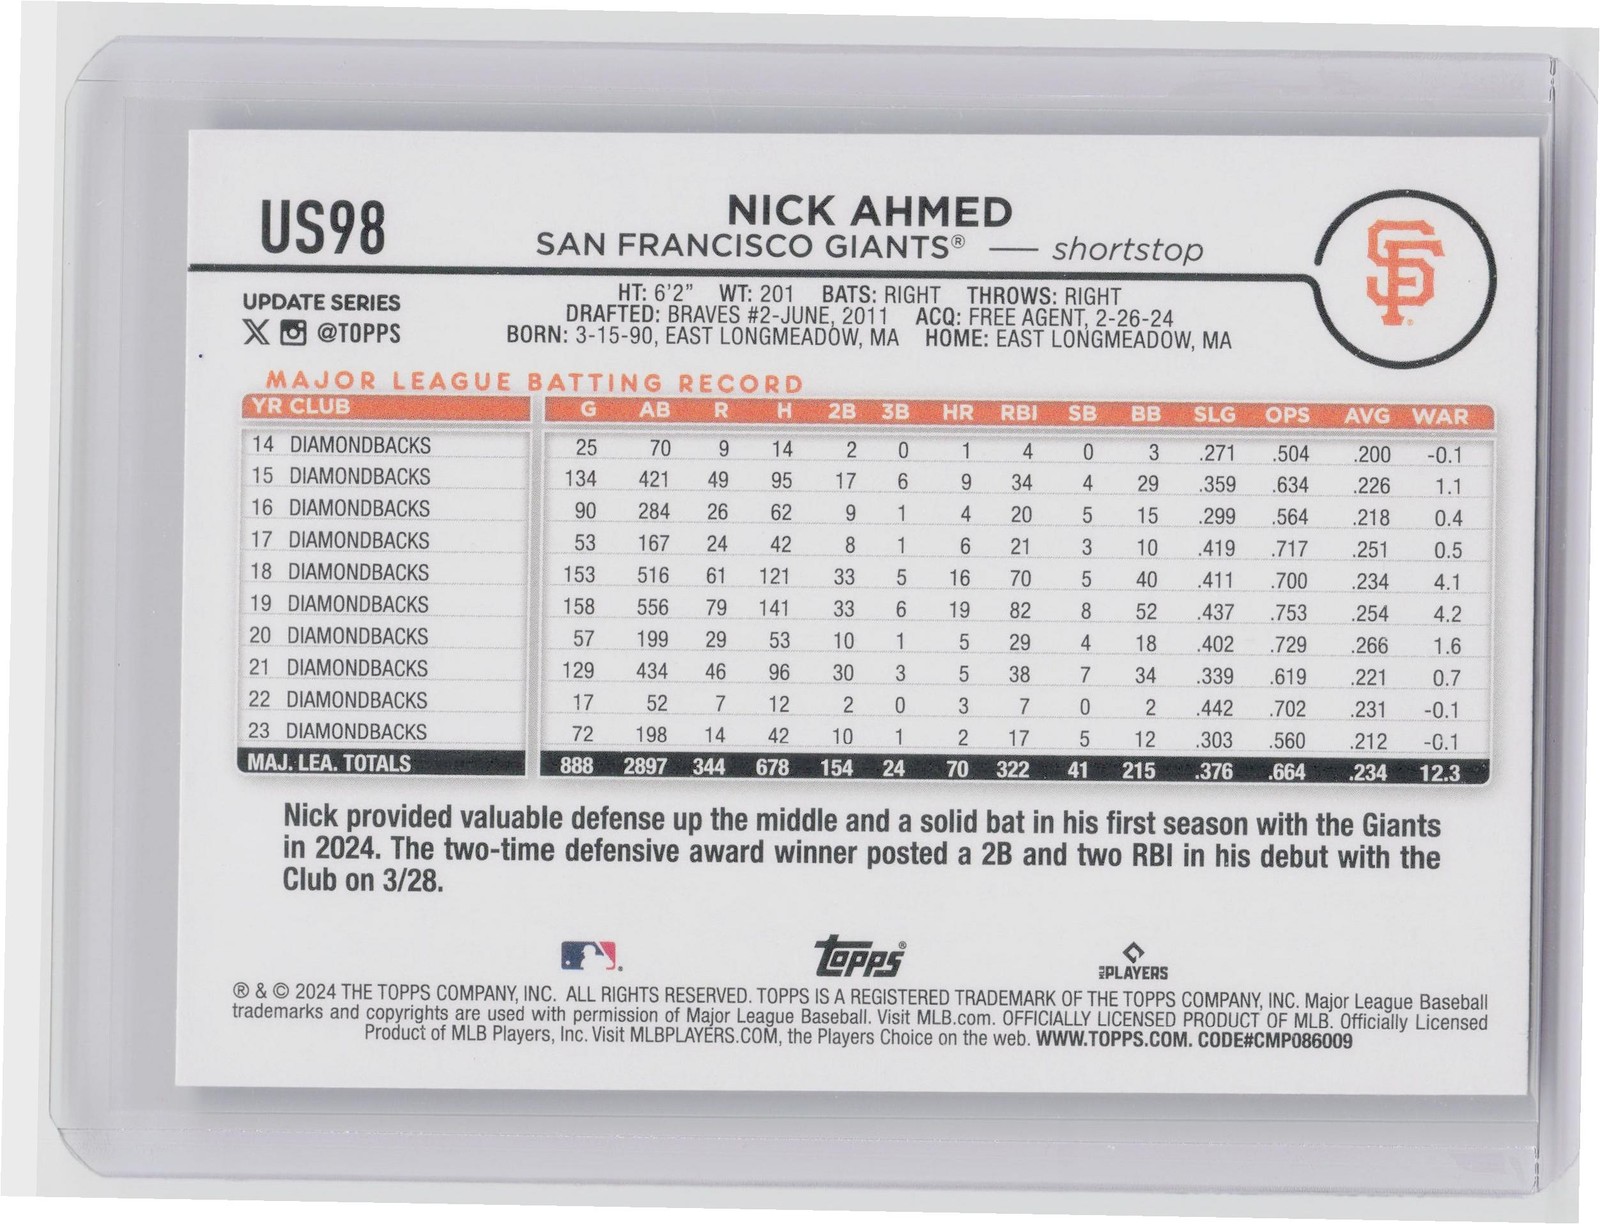 US98
NICK AHMED
SAN FRANCISCO GIANTS® — shortstop
SF
UPDATE SERIES
X @TOPPS
HT: 6'2" WT: 201 BATS: RIGHT THROWS: RIGHT
DRAFTED: BRAVES #2-JUNE, 2011 ACQ: FREE AGENT, 2-26-24
BORN: 3-15-90, EAST LONGMEADOW, MA HOME: EAST LONGMEADOW, MA
MAJOR LEAGUE BATTING RECORD
YR CLUB G AB R H 2B 3B HR RBI SB BB SLG OPS AVG WAR
14 DIAMONDBACKS 25 70 9 14 2 0 1 4 0 3 .271 .504 .200 -0.1
15 DIAMONDBACKS 134 421 49 95 17 6 9 34 4 29 .359 .634 .226 1.1
16 DIAMONDBACKS 90 284 26 62 9 1 4 20 5 15 .299 .564 .218 0.4
17 DIAMONDBACKS 53 167 24 42 8 1 6 21 3 10 .419 .717 .251 0.5
18 DIAMONDBACKS 153 516 61 121 33 5 16 70 5 40 .411 .700 .234 4.1
19 DIAMONDBACKS 158 556 79 141 33 6 19 82 8 52 .437 .753 .254 4.2
20 DIAMONDBACKS 57 199 29 53 10 1 5 29 4 18 .402 .729 .266 1.6
21 DIAMONDBACKS 129 434 46 96 30 3 5 38 7 34 .339 .619 .221 0.7
22 DIAMONDBACKS 17 52 7 12 2 0 3 7 0 2 .442 .702 .231 -0.1
23 DIAMONDBACKS 72 198 14 42 10 1 2 17 5 12 .303 .560 .212 -0.1
MAJ. LEA. TOTALS 888 2897 344 678 154 24 70 322 41 215 .376 .664 .234 12.3
Nick provided valuable defense up the middle and a solid bat in his first season with the Giants
in 2024. The two-time defensive award winner posted a 2B and two RBI in his debut with the
Club on 3/28.
Topps® MLB PLAYERS
® & © 2024 THE TOPPS COMPANY, INC. ALL RIGHTS RESERVED. TOPPS IS A REGISTERED TRADEMARK OF THE TOPPS COMPANY, INC. Major League Baseball
trademarks and copyrights are used with permission of Major League Baseball. Visit MLB.com. OFFICIALLY LICENSED PRODUCT OF MLB. Officially Licensed
Product of MLB Players, Inc. Visit MLBPLAYERS.COM, the Players Choice on the web. WWW.TOPPS.COM. CODE#CMP086009